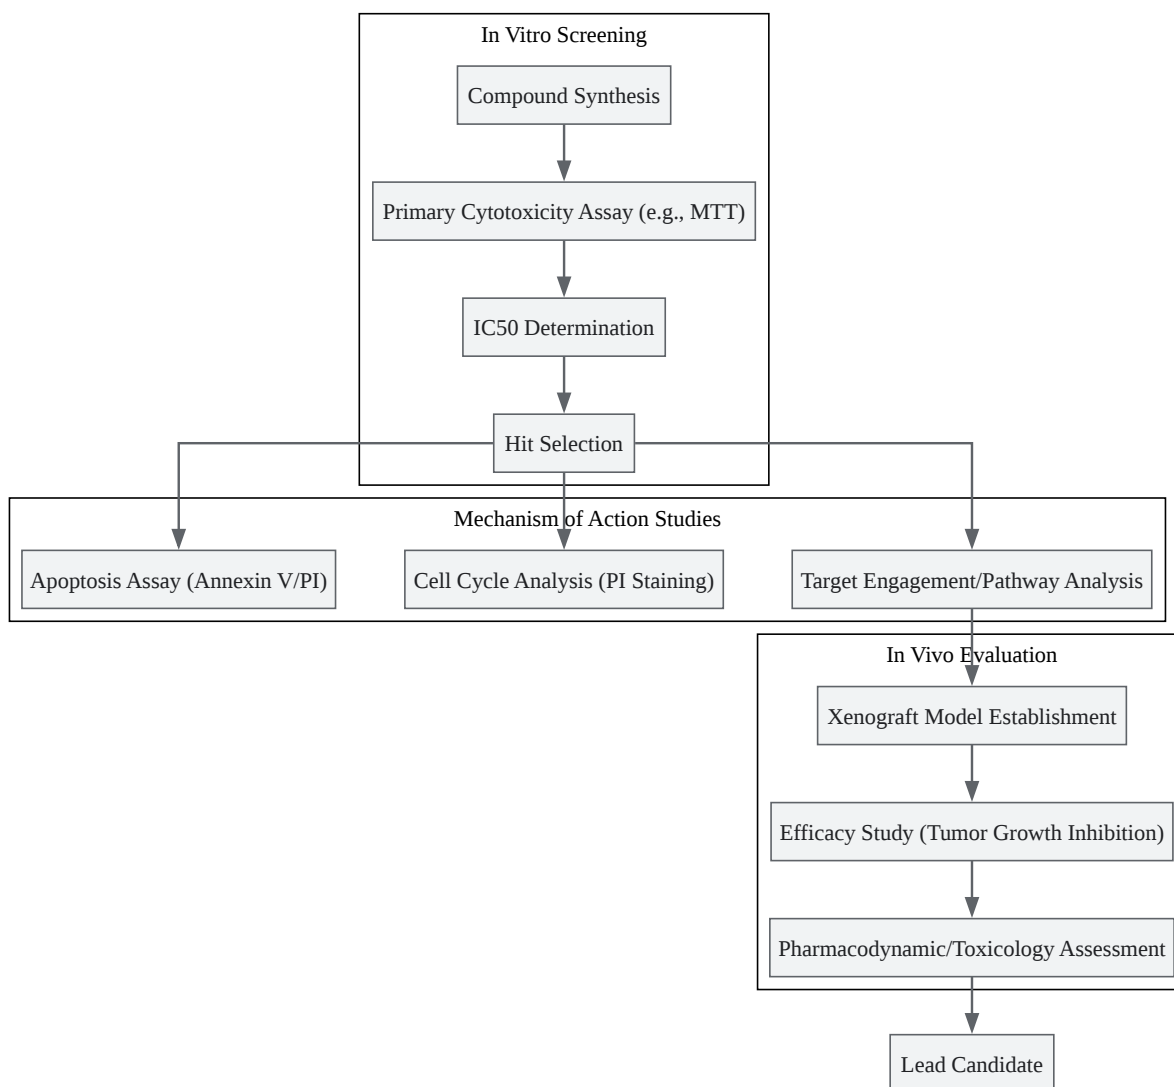 In Vitro Screening
Compound Synthesis
Primary Cytotoxicity Assay (e.g., MTT)
IC50 Determination
Hit Selection
Mechanism of Action Studies
Apoptosis Assay (Annexin V/PI)
Cell Cycle Analysis (PI Staining)
Target Engagement/Pathway Analysis
In Vivo Evaluation
Xenograft Model Establishment
Efficacy Study (Tumor Growth Inhibition)
Pharmacodynamic/Toxicology Assessment
Lead Candidate